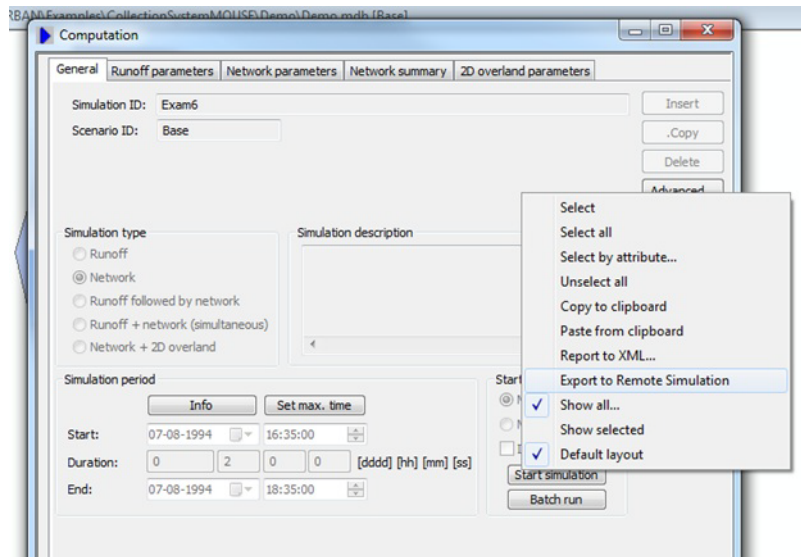 RBAN\Examples\CollectionSystemMOUSE\Demo\Demo.mdb [Base]
Computation
General Runoff parameters Network parameters Network summary 2D overland parameters
Simulation ID: Exam6 Insert
Scenario ID: Base .Copy
Delete
Advanced...
Select
Select all
Select by attribute...
Unselect all
Copy to clipboard
Paste from clipboard
Report to XML...
Export to Remote Simulation
Show all...
Show selected
Default layout
Simulation type
Runoff
Network
Runoff followed by network
Runoff + network (simultaneous)
Network + 2D overland
Simulation description
Simulation period
Info Set max. time
Start: 07-08-1994 16:35:00
Duration: 0 2 0 0 [dddd] [hh] [mm] [ss]
End: 07-08-1994 18:35:00
Start
Start simulation
Batch run